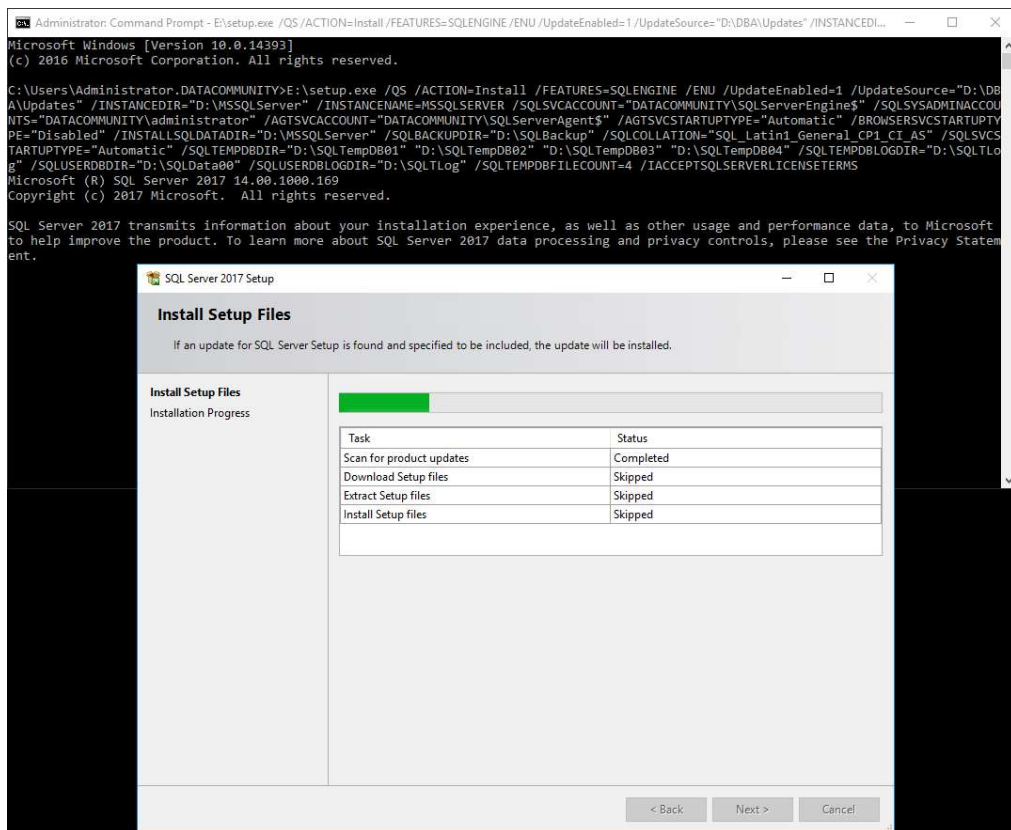 Administrator: Command Prompt - E:\setup.exe /QS /ACTION=Install /FEATURES=SQLENGINE /ENU /UpdateEnabled=1 /UpdateSource="D:\DBA\Updates" /INSTANCEDI...
Microsoft Windows [Version 10.0.14393]
(c) 2016 Microsoft Corporation. All rights reserved.
C:\Users\Administrator.DATACOMMUNITY>E:\setup.exe /QS /ACTION=Install /FEATURES=SQLENGINE /ENU /UpdateEnabled=1 /UpdateSource="D:\DB
A\Updates" /INSTANCEDIR="D:\MSSQLServer" /INSTANCENAME=MSSQLSERVER /SQLSVCACCOUNT="DATACOMMUNITY\SQLServerEngine$" /SQLSYSADMINACCOU
NTS="DATACOMMUNITY\administrator" /AGTSVCACCOUNT="DATACOMMUNITY\SQLServerAgent$" /AGTSVCSTARTUPTYPE="Automatic" /BROWSERSVCSTARTUPTY
PE="Disabled" /INSTALLSQLDATADIR="D:\MSSQLServer" /SQLBACKUPDIR="D:\SQLBackup" /SQLCOLLATION="SQL_Latin1_General_CP1_CI_AS" /SQLSVCS
TARTUPTYPE="Automatic" /SQLTEMPDBDIR="D:\SQLTempDB01" "D:\SQLTempDB02" "D:\SQLTempDB03" "D:\SQLTempDB04" /SQLTEMPDBLOGDIR="D:\SQLTLo
g" /SQLUSERDBDIR="D:\SQLData00" /SQLUSERDBLOGDIR="D:\SQLTLog" /SQLTEMPDBFILECOUNT=4 /IACCEPTSQLSERVERLICENSETERMS
Microsoft (R) SQL Server 2017 14.00.1000.169
Copyright (c) 2017 Microsoft.  All rights reserved.
SQL Server 2017 transmits information about your installation experience, as well as other usage and performance data, to Microsoft
to help improve the product. To learn more about SQL Server 2017 data processing and privacy controls, please see the Privacy Statem
ent.
SQL Server 2017 Setup
Install Setup Files
If an update for SQL Server Setup is found and specified to be included, the update will be installed.
Install Setup Files
Installation Progress
Task Status
Scan for product updates Completed
Download Setup files Skipped
Extract Setup files Skipped
Install Setup files Skipped
< Back Next > Cancel